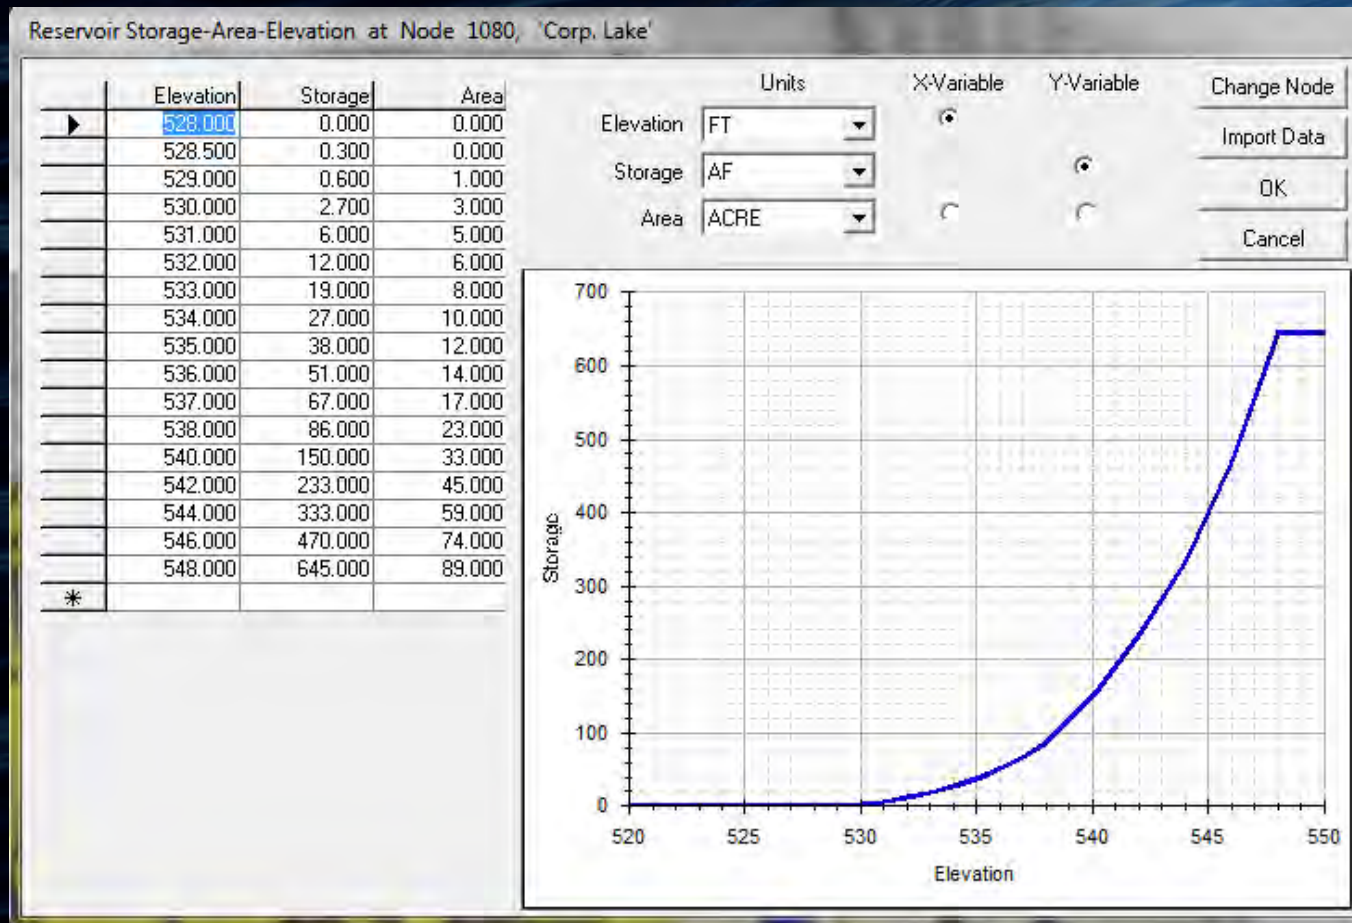 Reservoir Storage-Area-Elevation at Node 1080, 'Corp. Lake'
Elevation Storage Area
528.000 0.000 0.000
528.500 0.300 0.000
529.000 0.600 1.000
530.000 2.700 3.000
531.000 6.000 5.000
532.000 12.000 6.000
533.000 19.000 8.000
534.000 27.000 10.000
535.000 38.000 12.000
536.000 51.000 14.000
537.000 67.000 17.000
538.000 86.000 23.000
540.000 150.000 33.000
542.000 233.000 45.000
544.000 333.000 59.000
546.000 470.000 74.000
548.000 645.000 89.000
*
Units X-Variable Y-Variable
Elevation FT
Storage AF
Area ACRE
Change Node
Import Data
OK
Cancel
700
600
500
400
300
200
100
0
Storage
520 525 530 535 540 545 550
Elevation